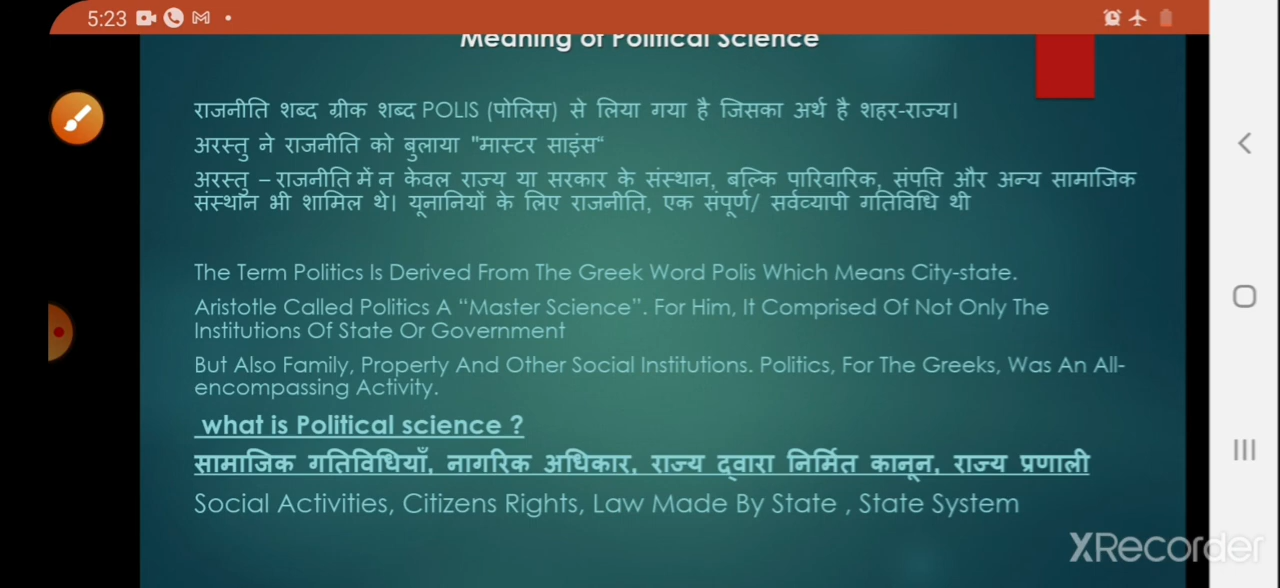 5:23
Meaning of Political Science
राजनीति शब्द ग्रीक शब्द POLIS (पोलिस) से लिया गया है जिसका अर्थ है शहर-राज्य।
अरस्तु ने राजनीति को बुलाया "मास्टर साइंस“
अरस्तु – राजनीति में न केवल राज्य या सरकार के संस्थान, बल्कि पारिवारिक, संपत्ति और अन्य सामाजिक
संस्थान भी शामिल थे। यूनानियों के लिए राजनीति, एक संपूर्ण/ सर्वव्यापी गतिविधि थी
The Term Politics Is Derived From The Greek Word Polis Which Means City-state.
Aristotle Called Politics A “Master Science”. For Him, It Comprised Of Not Only The
Institutions Of State Or Government
But Also Family, Property And Other Social Institutions. Politics, For The Greeks, Was An All-
encompassing Activity.
what is Political science ?
सामाजिक गतिविधियाँ, नागरिक अधिकार, राज्य द्वारा निर्मित कानून, राज्य प्रणाली
Social Activities, Citizens Rights, Law Made By State , State System
XRecorder